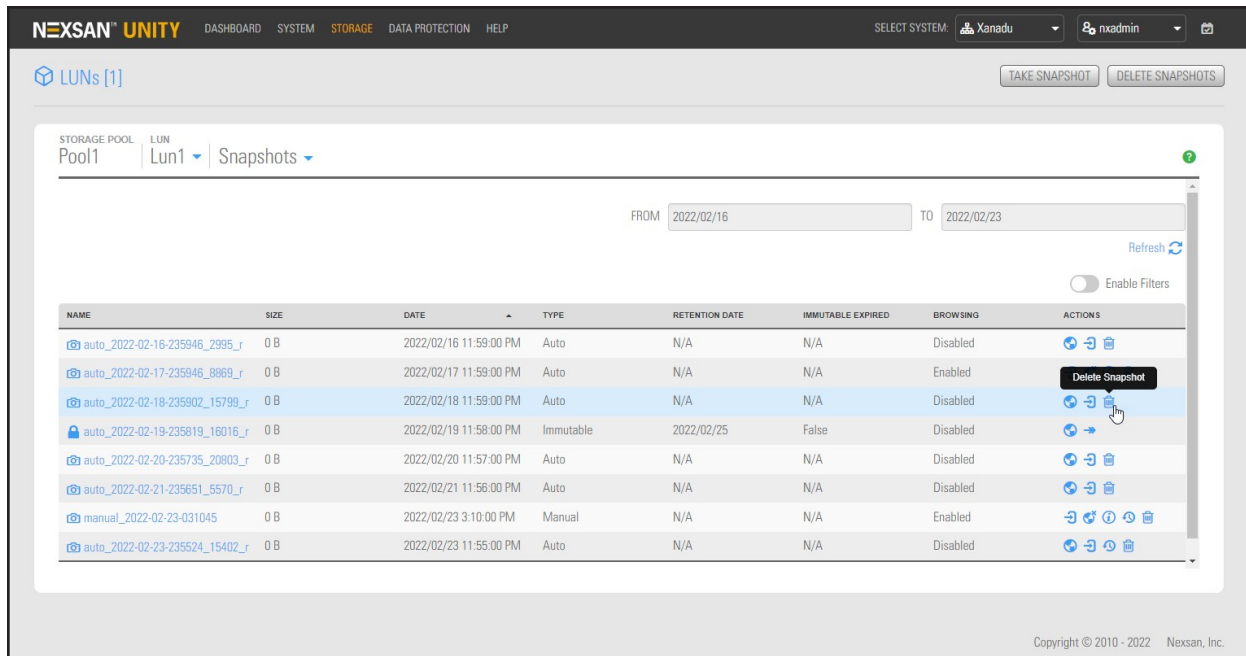 NEXSAN™ UNITY DASHBOARD SYSTEM STORAGE DATA PROTECTION HELP SELECT SYSTEM: Xanadu nxadmin
LUNs [1] TAKE SNAPSHOT DELETE SNAPSHOTS
STORAGE POOL LUN
Pool1 Lun1 Snapshots
FROM 2022/02/16 TO 2022/02/23
Refresh
Enable Filters
NAME SIZE DATE TYPE RETENTION DATE IMMUTABLE EXPIRED BROWSING ACTIONS
auto_2022-02-16-235946_2995_r 0 B 2022/02/16 11:59:00 PM Auto N/A N/A Disabled
auto_2022-02-17-235946_8869_r 0 B 2022/02/17 11:59:00 PM Auto N/A N/A Enabled
Delete Snapshot
auto_2022-02-18-235902_15799_r 0 B 2022/02/18 11:59:00 PM Auto N/A N/A Disabled
auto_2022-02-19-235819_16016_r 0 B 2022/02/19 11:58:00 PM Immutable 2022/02/25 False Disabled
auto_2022-02-20-235735_20803_r 0 B 2022/02/20 11:57:00 PM Auto N/A N/A Disabled
auto_2022-02-21-235651_5570_r 0 B 2022/02/21 11:56:00 PM Auto N/A N/A Disabled
manual_2022-02-23-031045 0 B 2022/02/23 3:10:00 PM Manual N/A N/A Enabled
auto_2022-02-23-235524_15402_r 0 B 2022/02/23 11:55:00 PM Auto N/A N/A Disabled
Copyright © 2010 - 2022 Nexsan, Inc.